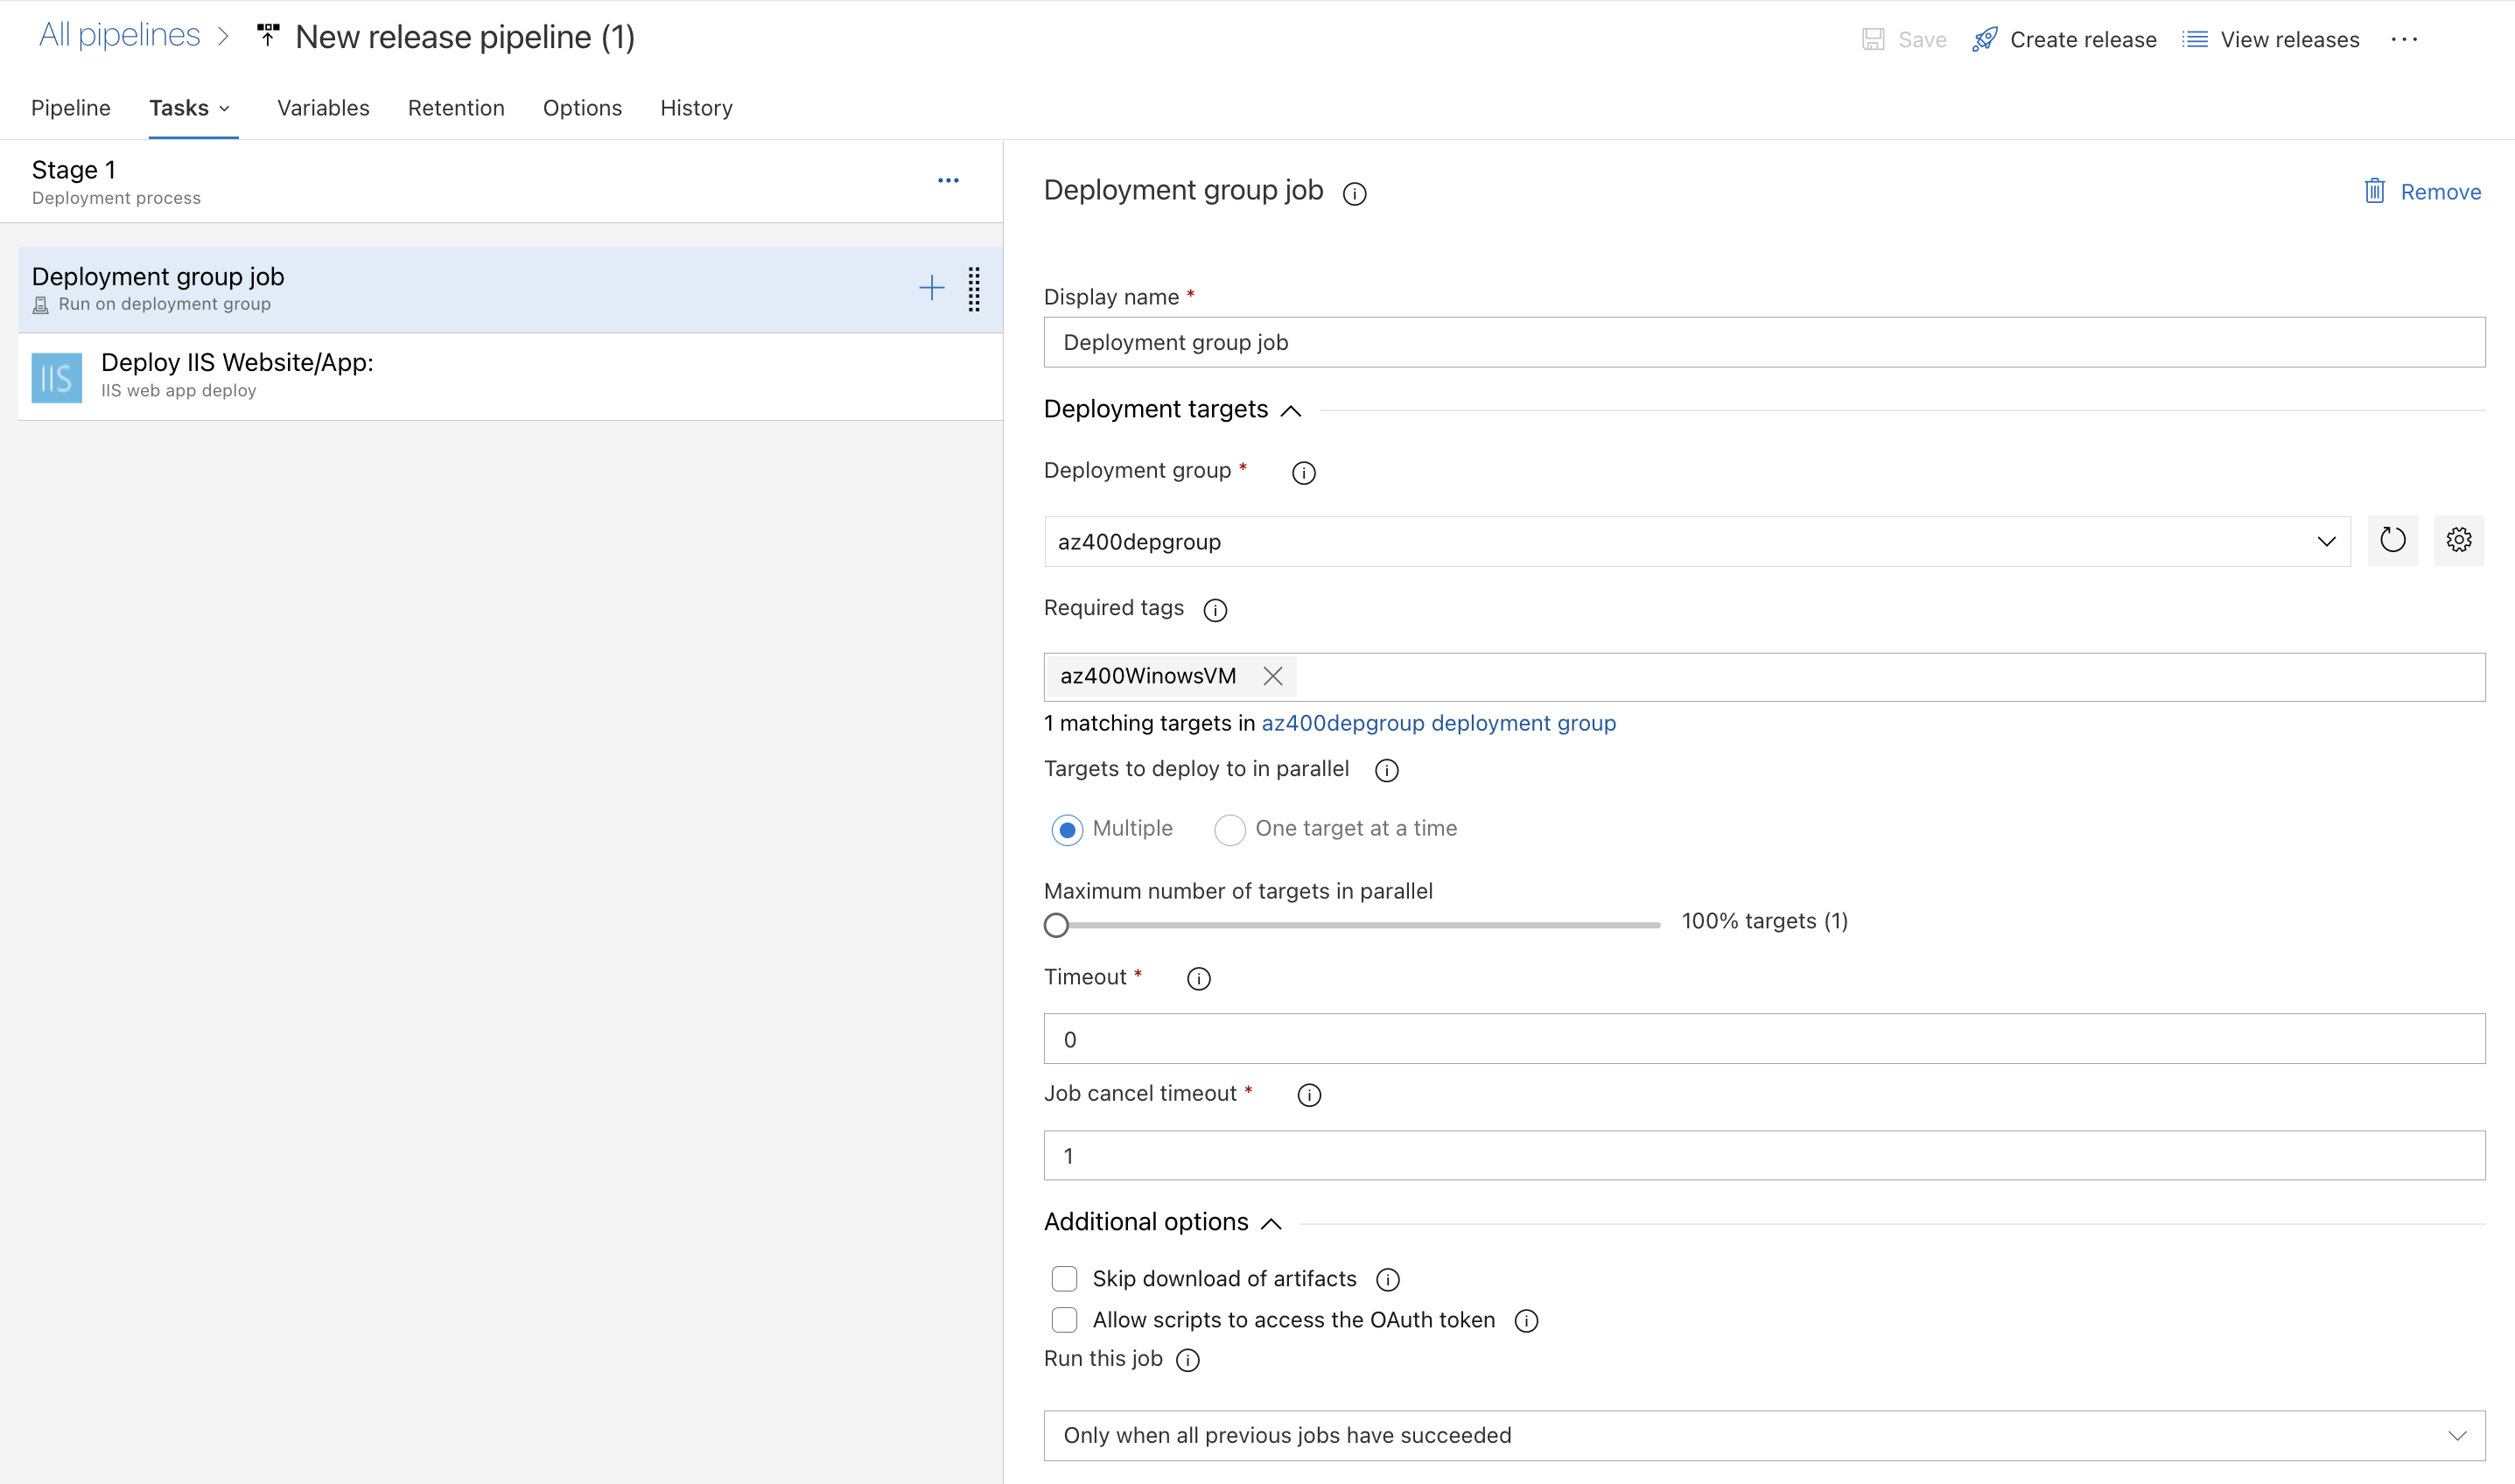 All pipelines > New release pipeline (1)
Save Create release View releases ...
Pipeline Tasks Variables Retention Options History
Stage 1
Deployment process
...
Deployment group job
Run on deployment group
IIS
Deploy IIS Website/App:
IIS web app deploy
Deployment group job
Remove
Display name *
Deployment group job
Deployment targets
Deployment group *
az400depgroup
Required tags
az400WinowsVM
1 matching targets in az400depgroup deployment group
Targets to deploy to in parallel
Multiple One target at a time
Maximum number of targets in parallel
100% targets (1)
Timeout *
0
Job cancel timeout *
1
Additional options
Skip download of artifacts
Allow scripts to access the OAuth token
Run this job
Only when all previous jobs have succeeded